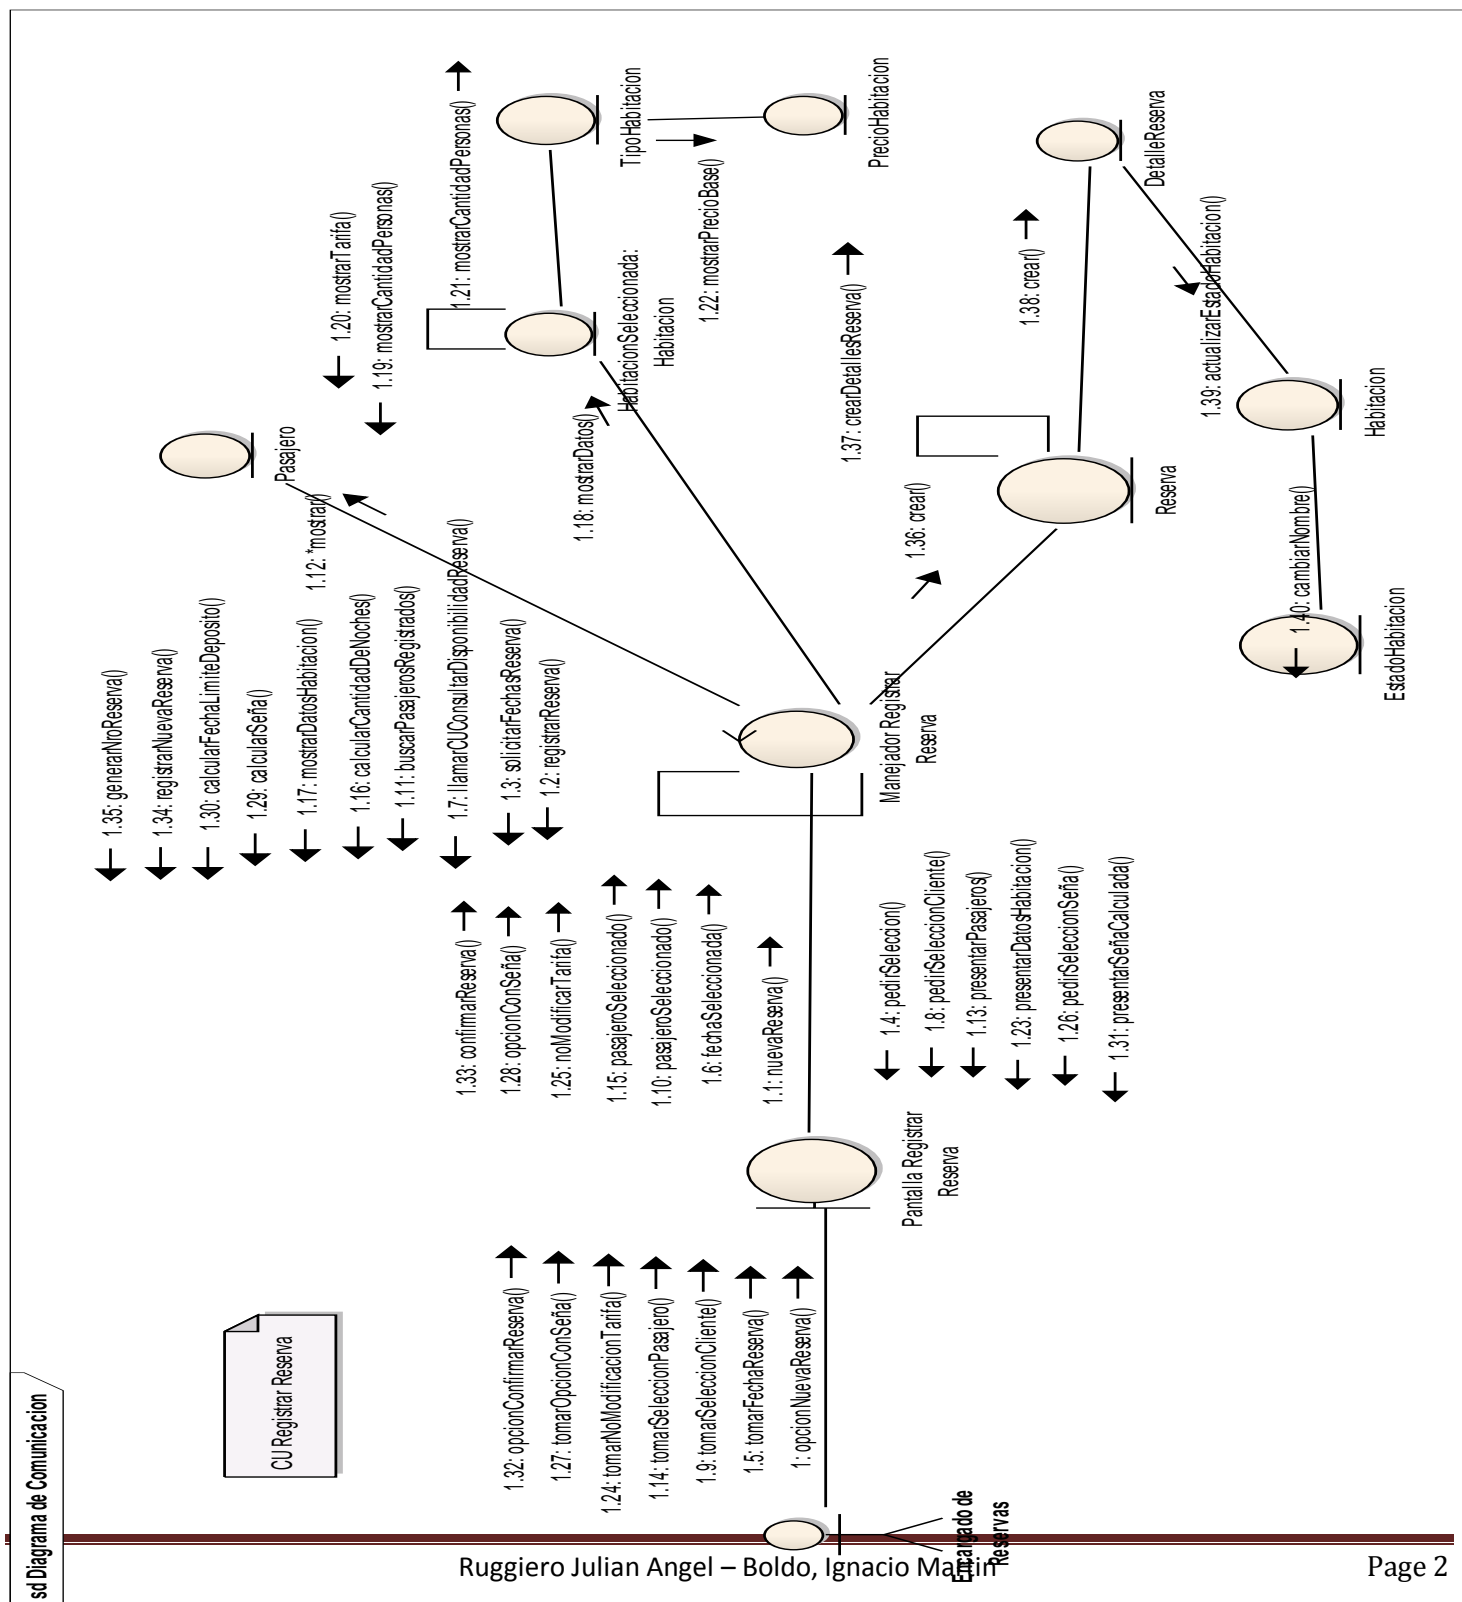 sd Diagrama de Comunicacion
CU Registrar Reserva
1.32: opcionConfirmarReserva()
1.27: tomarOpcionConSeña()
1.24: tomarNoModificacionTarifa()
1.14: tomarSeleccionPasajero()
1.9: tomarSeleccionCliente()
1.5: tomarFechaReserva()
1: opcionNuevaReserva()
Encargado de
Reservas
Pantalla Registrar
Reserva
1.33: confirmarReserva()
1.28: opcionConSeña()
1.25: noModificarTarifa()
1.15: pasajeroSeleccionado()
1.10: pasajeroSeleccionado()
1.6: fechaSeleccionada()
1.1: nuevaReserva()
1.4: pedirSeleccion()
1.8: pedirSeleccionCliente()
1.13: presentarPasajeros()
1.23: presentarDatosHabitacion()
1.26: pedirSeleccionSeña()
1.31: presentarSeñaCalculada()
1.35: generarNoReserva()
1.34: registrarNuevaReserva()
1.30: calcularFechaLimiteDeposito()
1.29: calcularSeña()
1.17: mostrarDatosHabitacion()
1.16: calcularCantidadDeNoches()
1.11: buscarPasajerosRegistrados()
1.7: llamarCUConsultarDisponibilidadReserva()
1.3: solicitarFechasReserva()
1.2: registrarReserva()
Manejador Registrar
Reserva
1.12: *mostrar()
Pasajero
1.20: mostrarTarifa()
1.19: mostrarCantidadPersonas()
1.18: mostrarDatos()
HabitacionSeleccionada:
Habitacion
1.21: mostrarCantidadPersonas()
TipoHabitacion
1.22: mostrarPrecioBase()
PrecioHabitacion
1.36: crear()
Reserva
1.37: crearDetallesReserva()
1.38: crear()
DetalleReserva
1.39: actualizarEstadoHabitacion()
Habitacion
1.40: cambiarNombre()
EstadoHabitacion
Ruggiero Julian Angel – Boldo, Ignacio Martin
Page 2